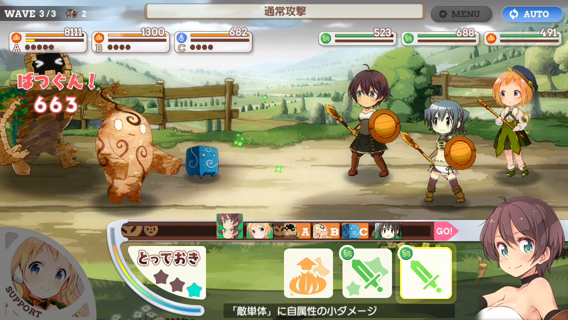 WAVE 3/3 2
通常攻撃
MENU
AUTO
8111 1300 682 523 688 491
A B C
ばつぐん!
663
A B C GO!
とっておき
SUPPORT
「敵単体」に自属性の小ダメージ